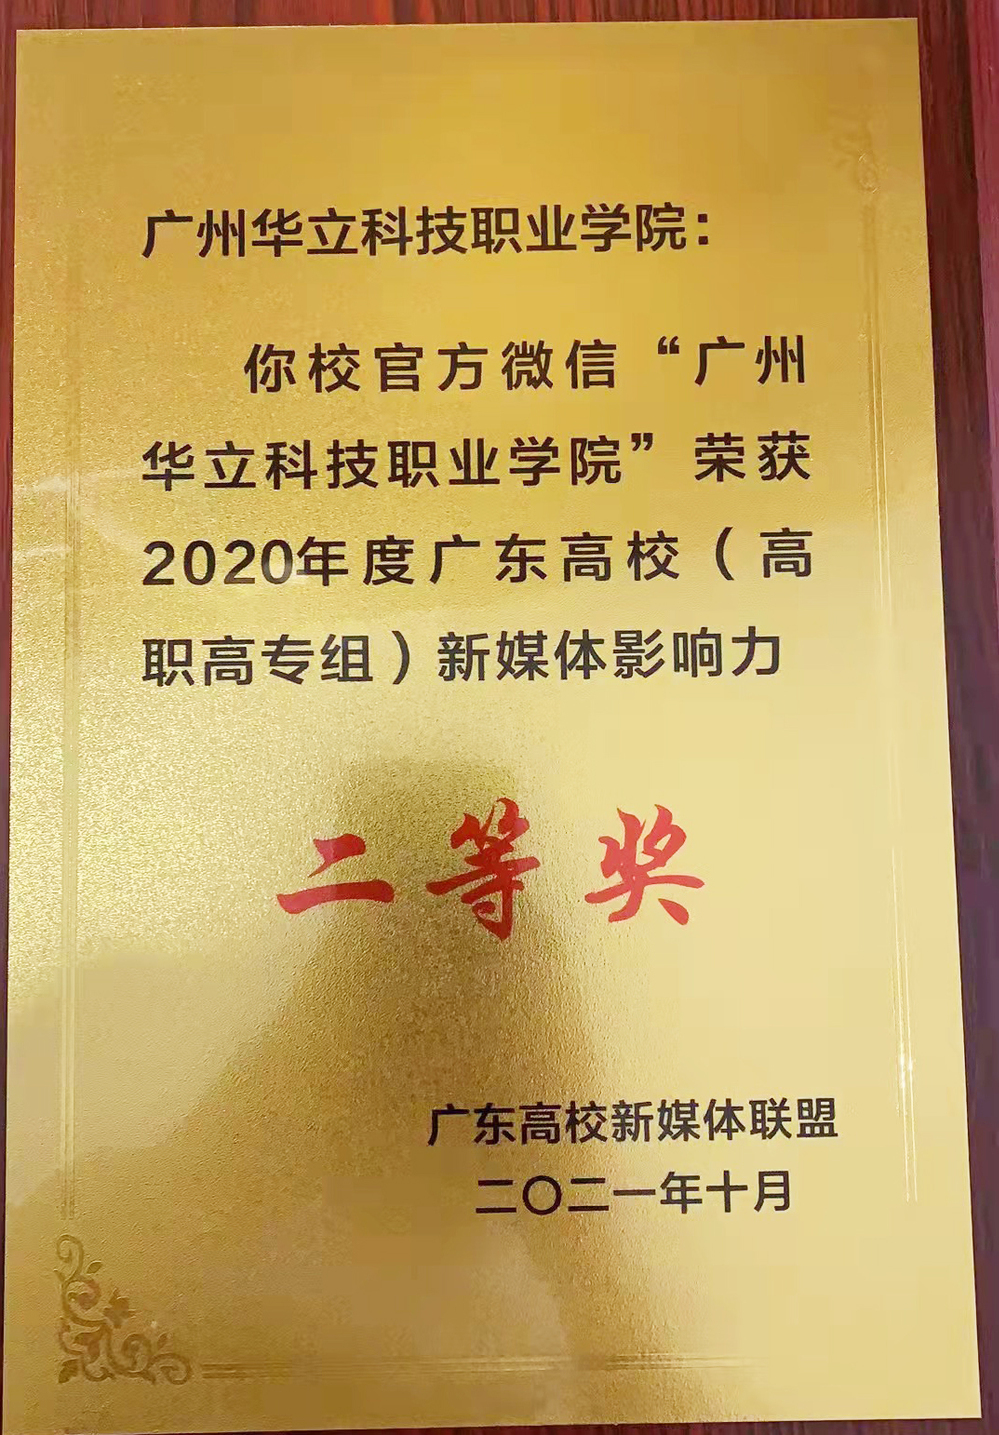 广州华立科技职业学院：
你校官方微信“广州
华立科技职业学院”荣获
2020年度广东高校（高
职高专组）新媒体影响力
二等奖
广东高校新媒体联盟
二〇二一年十月